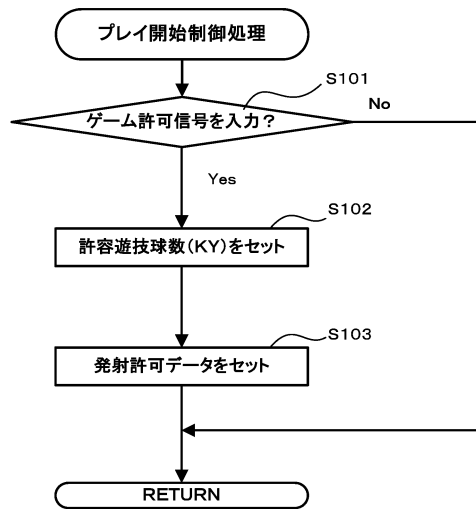 プレイ開始制御処理
S101
ゲーム許可信号を入力？
No
Yes
S102
許容遊技球数(KY)をセット
S103
発射許可データをセット
RETURN